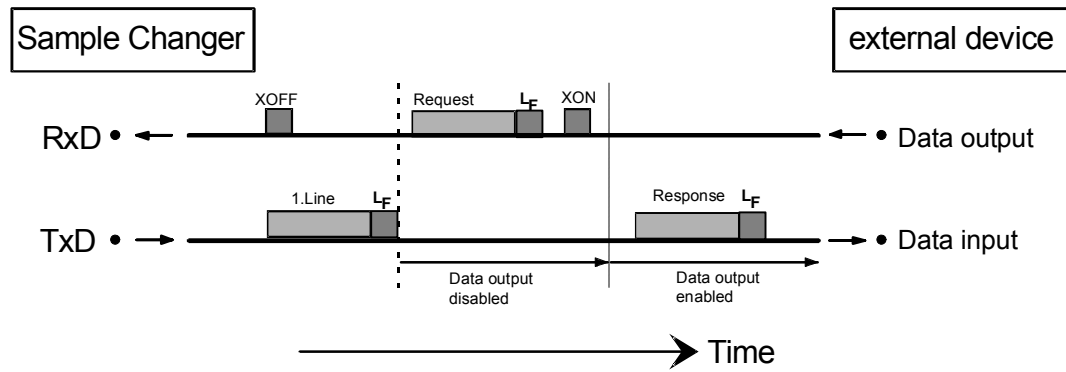 Sample Changer
external device
XOFF
Request
LF
XON
RxD
Data output
1.Line
LF
Response
LF
TxD
Data input
Data output
disabled
Data output
enabled
Time